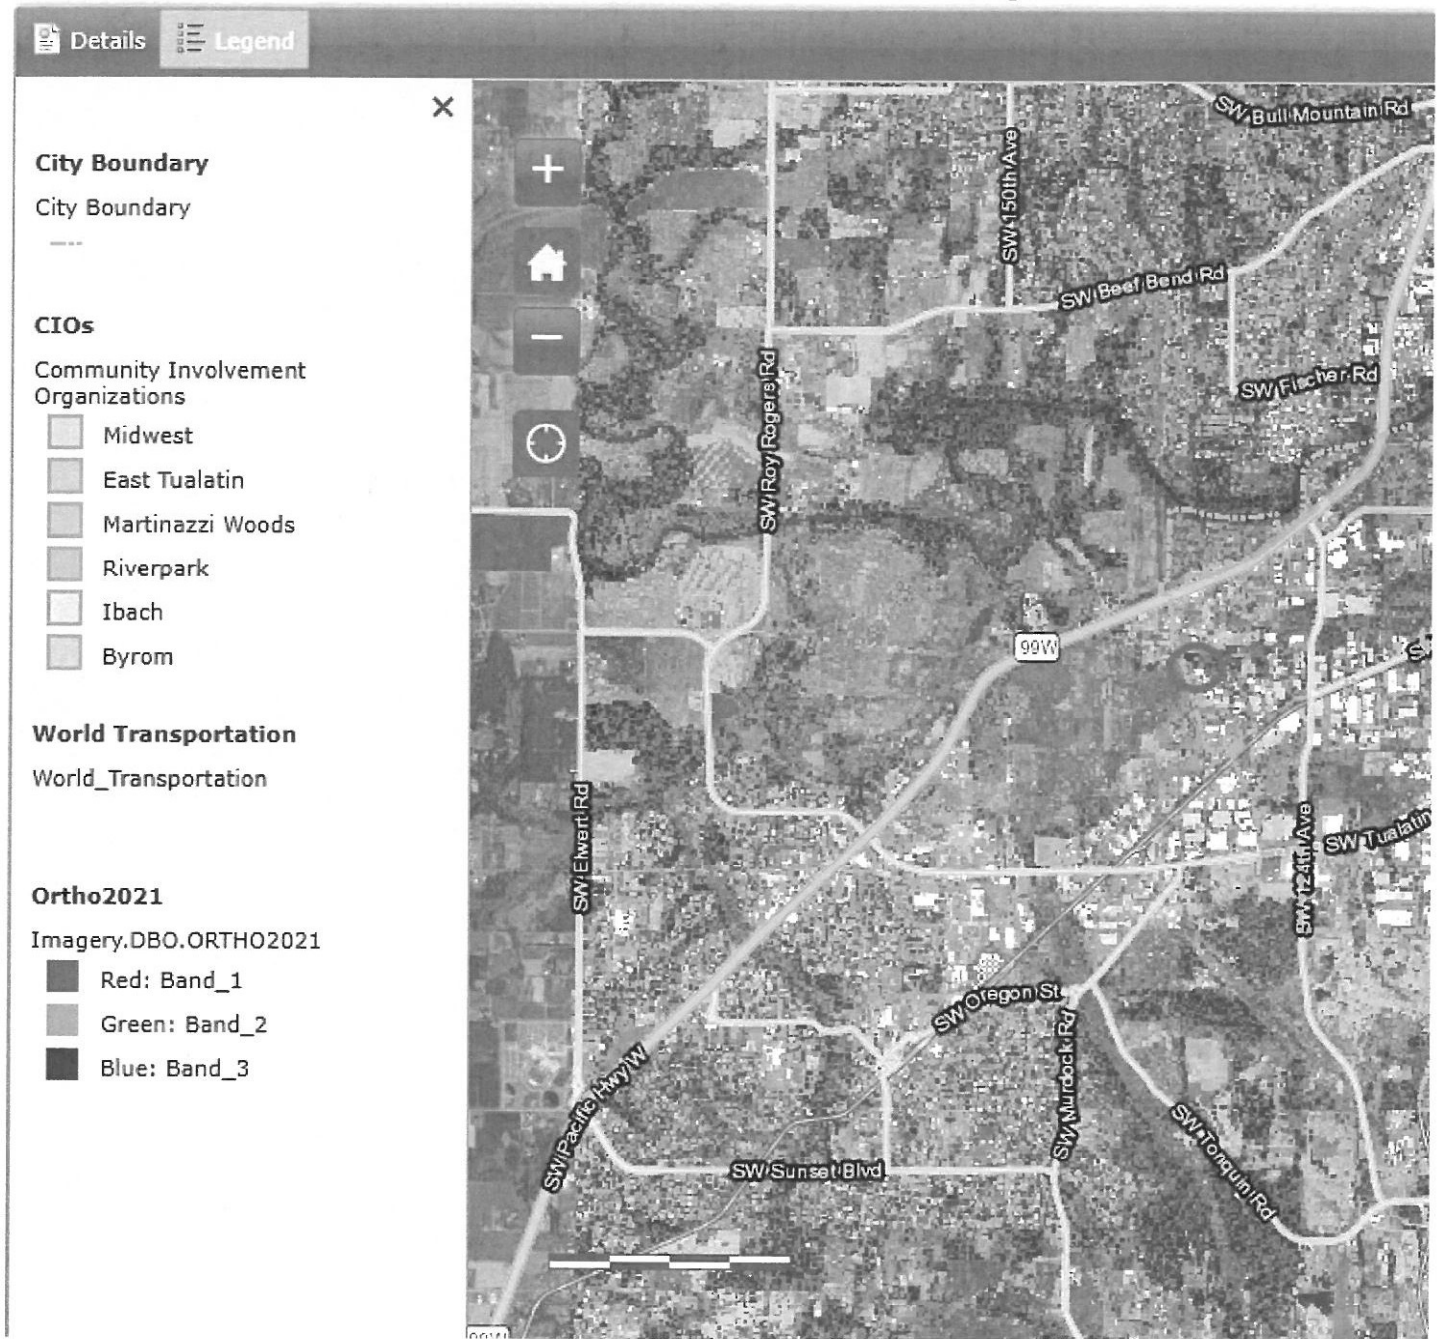 Details
Legend
City Boundary
City Boundary
CIOs
Community Involvement
Organizations
Midwest
East Tualatin
Martinazzi Woods
Riverpark
Ibach
Byrom
World Transportation
World_Transportation
Ortho2021
Imagery.DBO.ORTHO2021
Red: Band_1
Green: Band_2
Blue: Band_3
SW Bull Mountain Rd
SW 150th Ave
SW Beef Bend Rd
SW Fischer Rd
SW Roy Rogers Rd
99W
SW Elwert Rd
SW 124th Ave
SW Tualatin
SW Oregon St
SW Murdock Rd
SW Pacific Hwy W
SW Sunset Blvd
SW Tonquin Rd